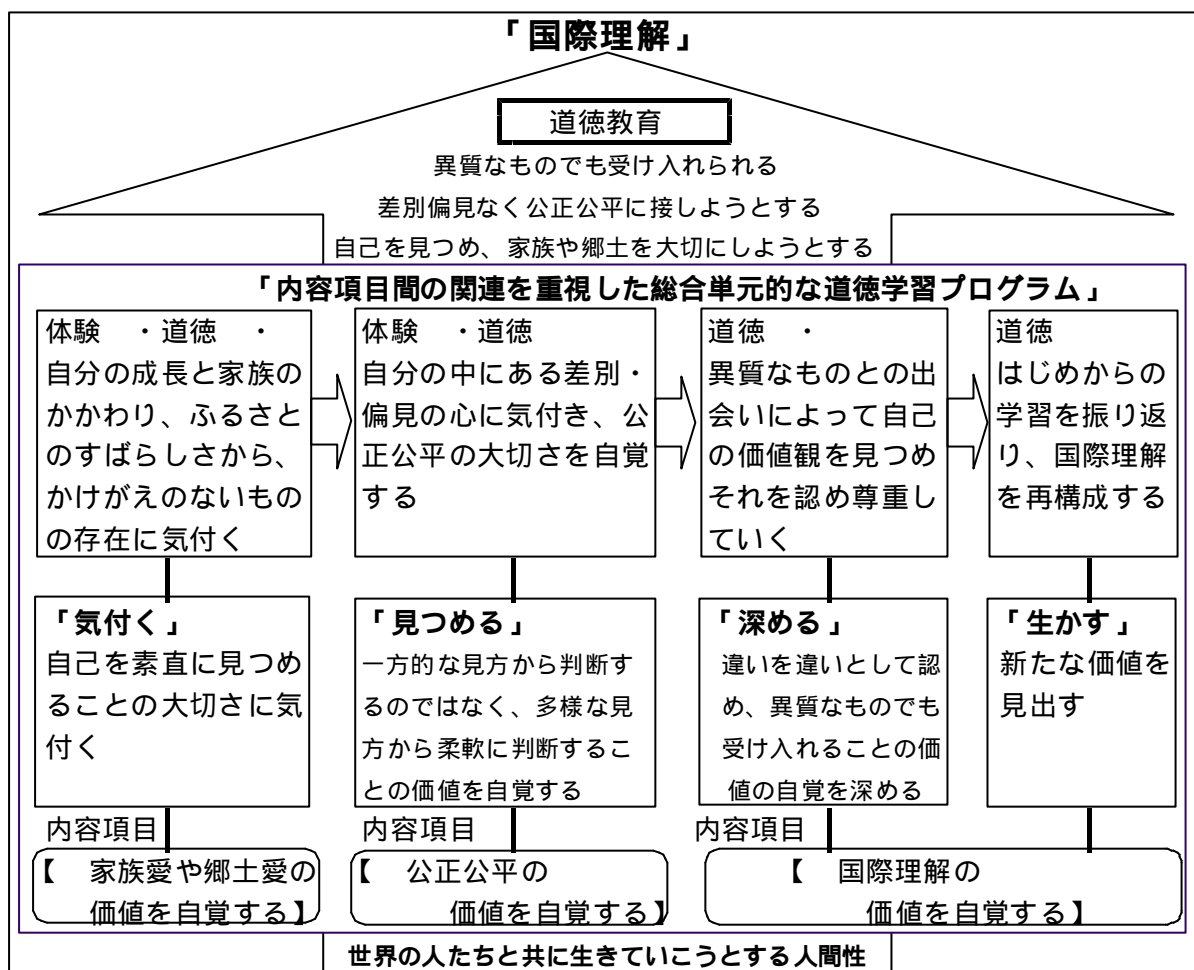 「国際理解」
道徳教育
異質なものでも受け入れられる
差別偏見なく公正公平に接しようとする
自己を見つめ、家族や郷土を大切にしようとする
「内容項目間の関連を重視した総合単元的な道徳学習プログラム」
体験　・道徳　・
自分の成長と家族の
かかわり、ふるさと
のすばらしさから、
かけがえのないもの
の存在に気付く
体験　・道徳
自分の中にある差別・
偏見の心に気付き、公
正公平の大切さを自覚
する
道徳　・
異質なものとの出
会いによって自己
の価値観を見つめ
それを認め尊重し
ていく
道徳
はじめからの
学習を振り返
り、国際理解
を再構成する
「気付く」
自己を素直に見つめ
ることの大切さに気
付く
「見つめる」
一方的な見方から判断す
るのではなく、多様な見
方から柔軟に判断するこ
との価値を自覚する
「深める」
違いを違いとして認
め、異質なものでも
受け入れることの価
値の自覚を深める
「生かす」
新たな価値を
見出す
内容項目
【　家族愛や郷土愛の
価値を自覚する】
内容項目
【　公正公平の
価値を自覚する】
内容項目
【　国際理解の
価値を自覚する】
世界の人たちと共に生きていこうとする人間性